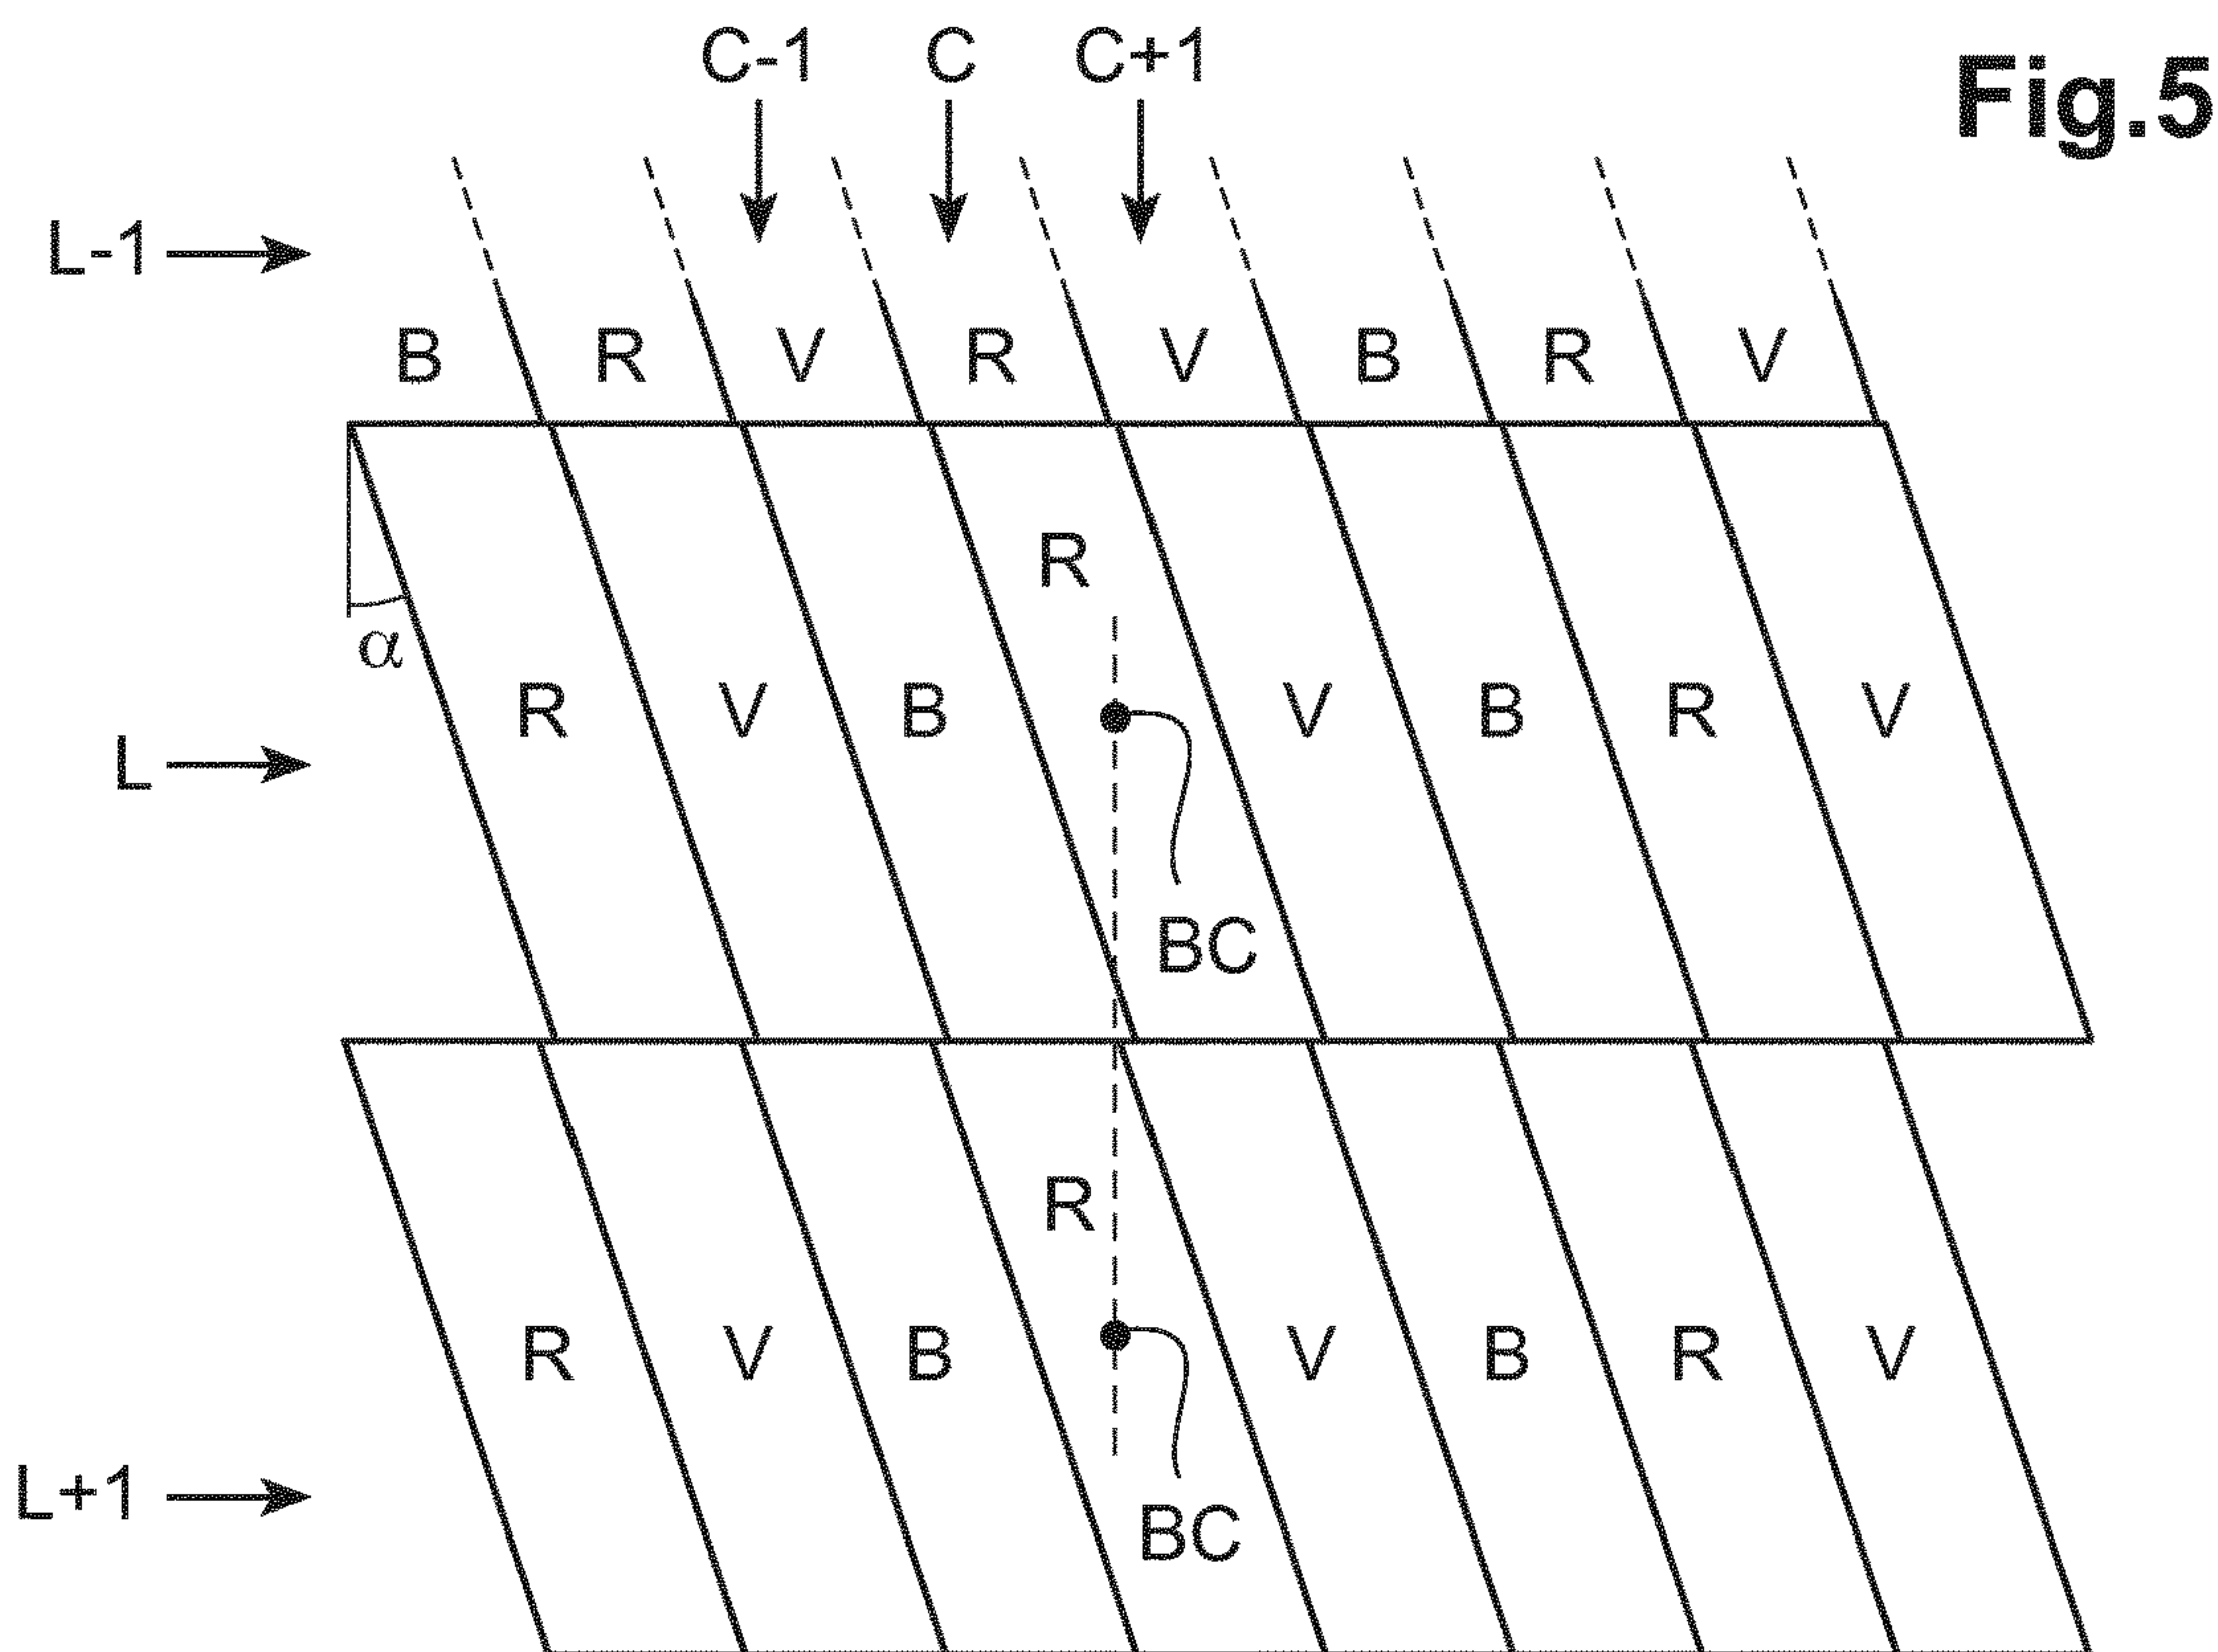 C-1 C C+1
Fig.5
L-1
B R V R V B R V
R
α
R V B V B R V
L
BC
R
R V B V B R V
L+1
BC